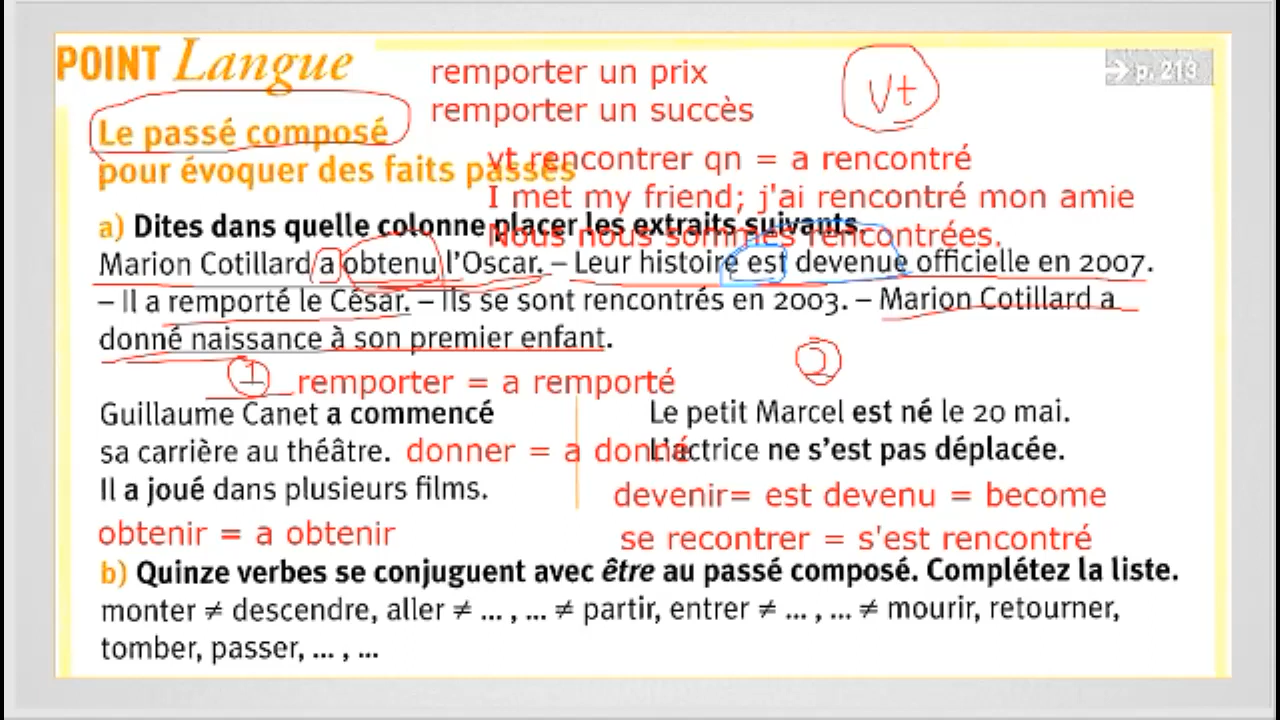 POINT Langue
remporter un prix
→ p. 213
remporter un succès
Vt
Le passé composé
pour évoquer des faits passés
vt rencontrer qn = a rencontré
I met my friend; j'ai rencontré mon amie
Nous nous sommes rencontrées.
a) Dites dans quelle colonne placer les extraits suivants.
Marion Cotillard a obtenu l'Oscar. – Leur histoire est devenue officielle en 2007.
– Il a remporté le César. – Ils se sont rencontrés en 2003. – Marion Cotillard a
donné naissance à son premier enfant.
1
2
remporter = a remporté
Guillaume Canet a commencé
sa carrière au théâtre.
Il a joué dans plusieurs films.
donner = a donné
obtenir = a obtenir
Le petit Marcel est né le 20 mai.
L'actrice ne s'est pas déplacée.
devenir= est devenu = become
se recontrer = s'est rencontré
b) Quinze verbes se conjuguent avec être au passé composé. Complétez la liste.
monter ≠ descendre, aller ≠ ... , ... ≠ partir, entrer ≠ ... , ... ≠ mourir, retourner,
tomber, passer, ... , ...